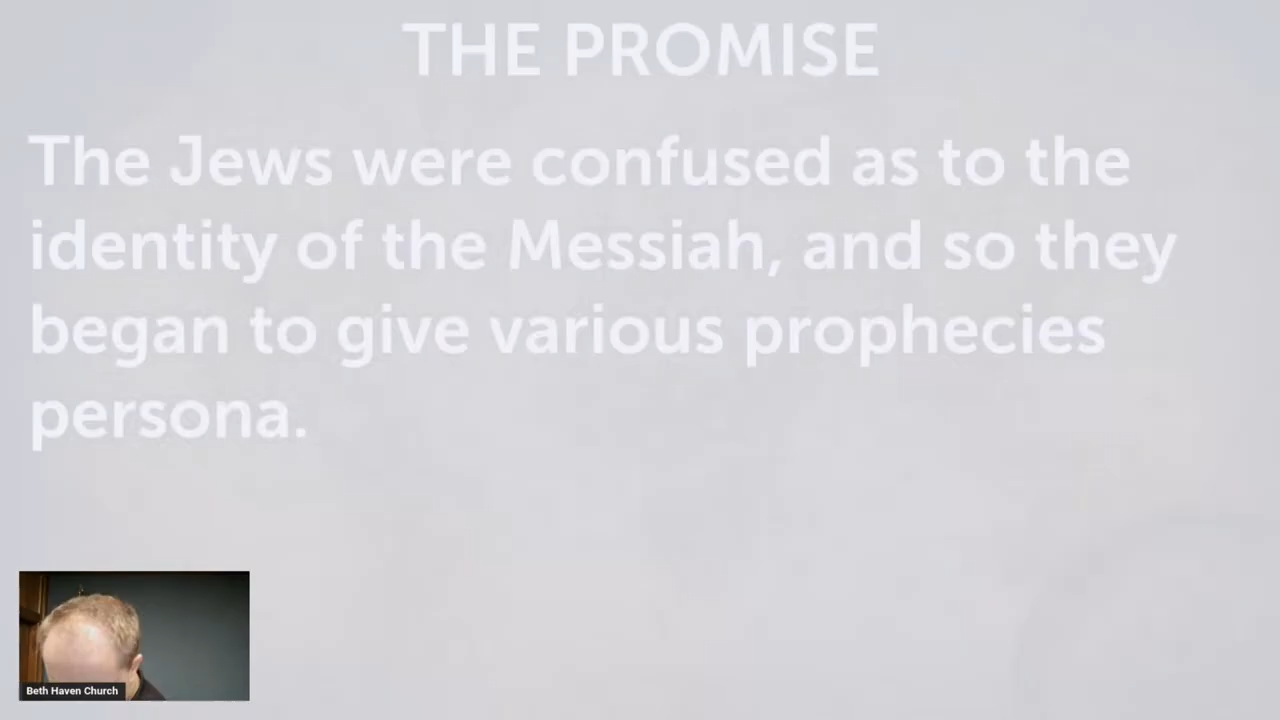 THE PROMISE
The Jews were confused as to the
identity of the Messiah, and so they
began to give various prophecies
persona.
Beth Haven Church